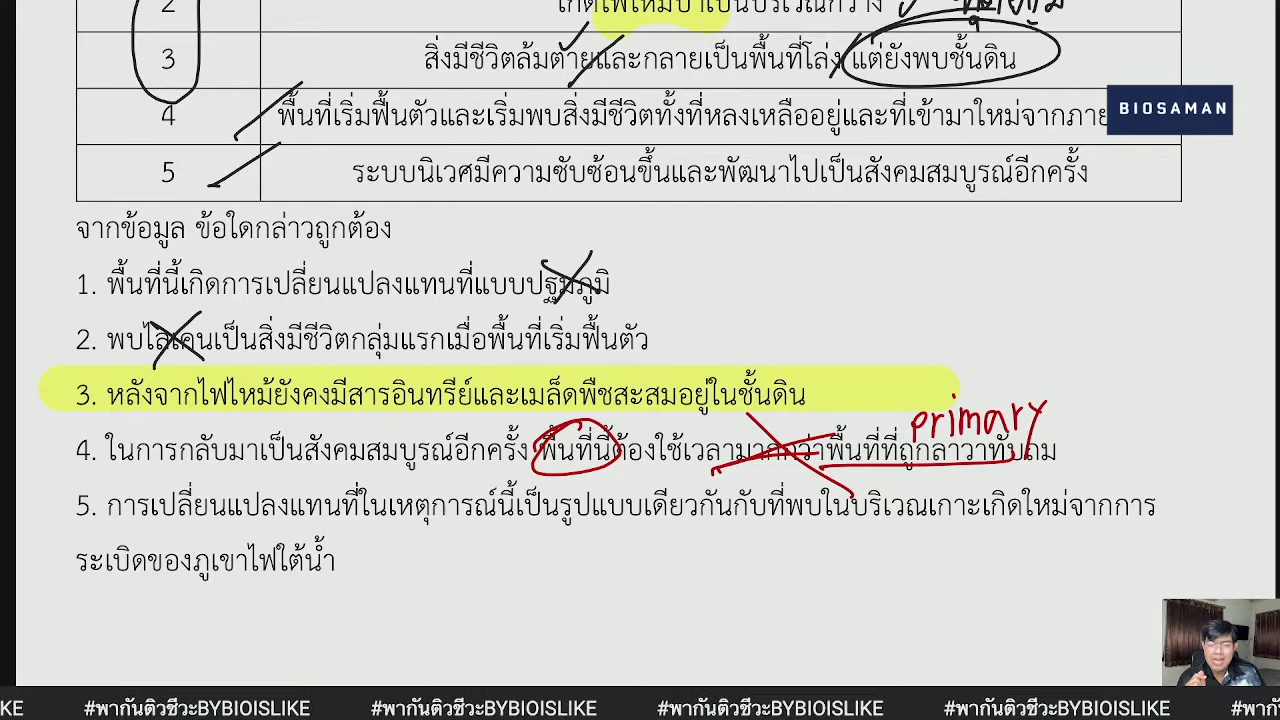 2 เกิดไฟไหม้ป่าเป็นบริเวณกว้าง
3 สิ่งมีชีวิตล้มตายและกลายเป็นพื้นที่โล่ง แต่ยังพบชั้นดิน
4 พื้นที่เริ่มฟื้นตัวและเริ่มพบสิ่งมีชีวิตทั้งที่หลงเหลืออยู่และที่เข้ามาใหม่จากภาย
BIOSAMAN
5 ระบบนิเวศมีความซับซ้อนขึ้นและพัฒนาไปเป็นสังคมสมบูรณ์อีกครั้ง
จากข้อมูล ข้อใดกล่าวถูกต้อง
1. พื้นที่นี้เกิดการเปลี่ยนแปลงแทนที่แบบปฐมภูมิ
2. พบไลเคนเป็นสิ่งมีชีวิตกลุ่มแรกเมื่อพื้นที่เริ่มฟื้นตัว
3. หลังจากไฟไหม้ยังคงมีสารอินทรีย์และเมล็ดพืชสะสมอยู่ในชั้นดิน
primary
4. ในการกลับมาเป็นสังคมสมบูรณ์อีกครั้ง พื้นที่นี้ต้องใช้เวลามากกว่าพื้นที่ที่ถูกลาวาทับถม
5. การเปลี่ยนแปลงแทนที่ในเหตุการณ์นี้เป็นรูปแบบเดียวกันกับที่พบในบริเวณเกาะเกิดใหม่จากการ
ระเบิดของภูเขาไฟใต้น้ำ
KE #พากันติวชีวะBYBIOISLIKE #พากันติวชีวะBYBIOISLIKE #พากันติวชีวะBYBIOISLIKE #พากันติวชีวะBYBIOISLIKE #พา